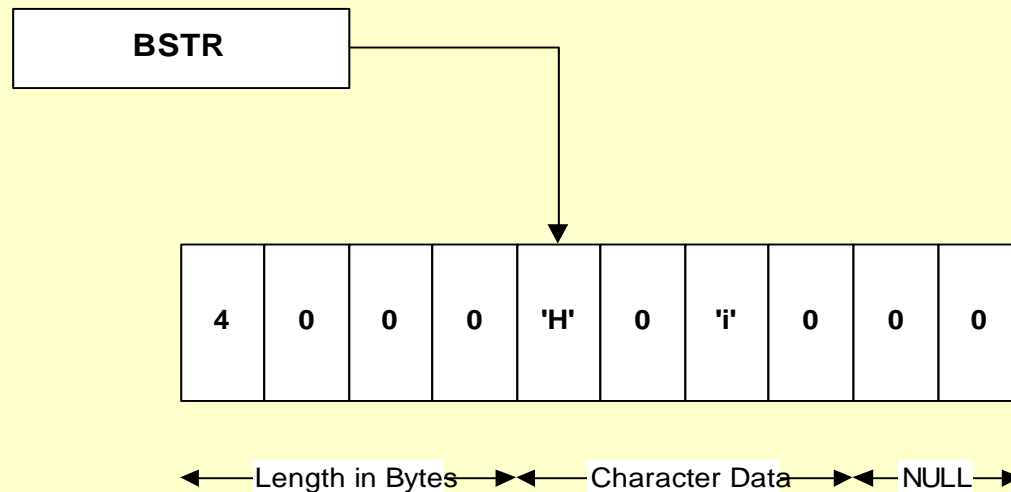 BSTR
4 0 0 0 'H' 0 'i' 0 0 0
Length in Bytes Character Data NULL